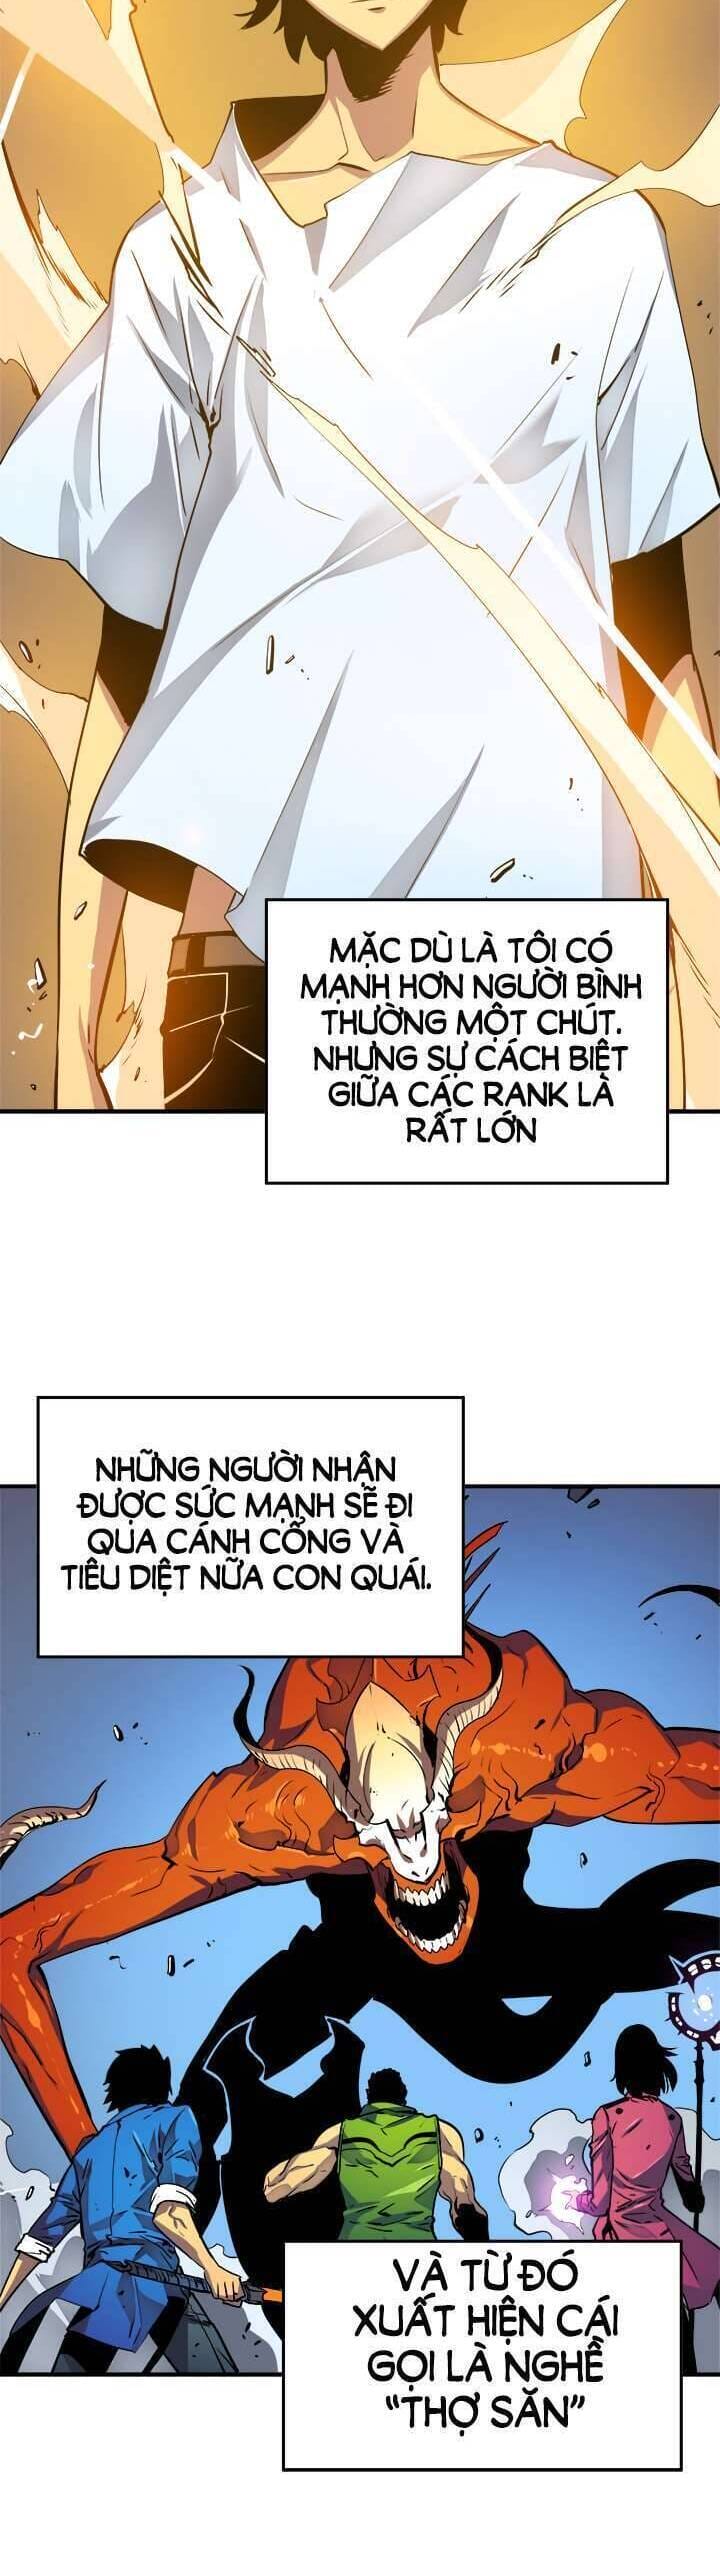 MẶC DÙ LÀ TÔI CÓ
MẠNH HƠN NGƯỜI BÌNH
THƯỜNG MỘT CHÚT.
NHƯNG SỰ CÁCH BIỆT
GIỮA CÁC RANK LÀ
RẤT LỚN
NHỮNG NGƯỜI NHẬN
ĐƯỢC SỨC MẠNH SẼ ĐI
QUA CÁNH CỔNG VÀ
TIÊU DIỆT NỮA CON QUÁI.
VÀ TỪ ĐÓ
XUẤT HIỆN CÁI
GỌI LÀ NGHỀ
"THỢ SĂN"